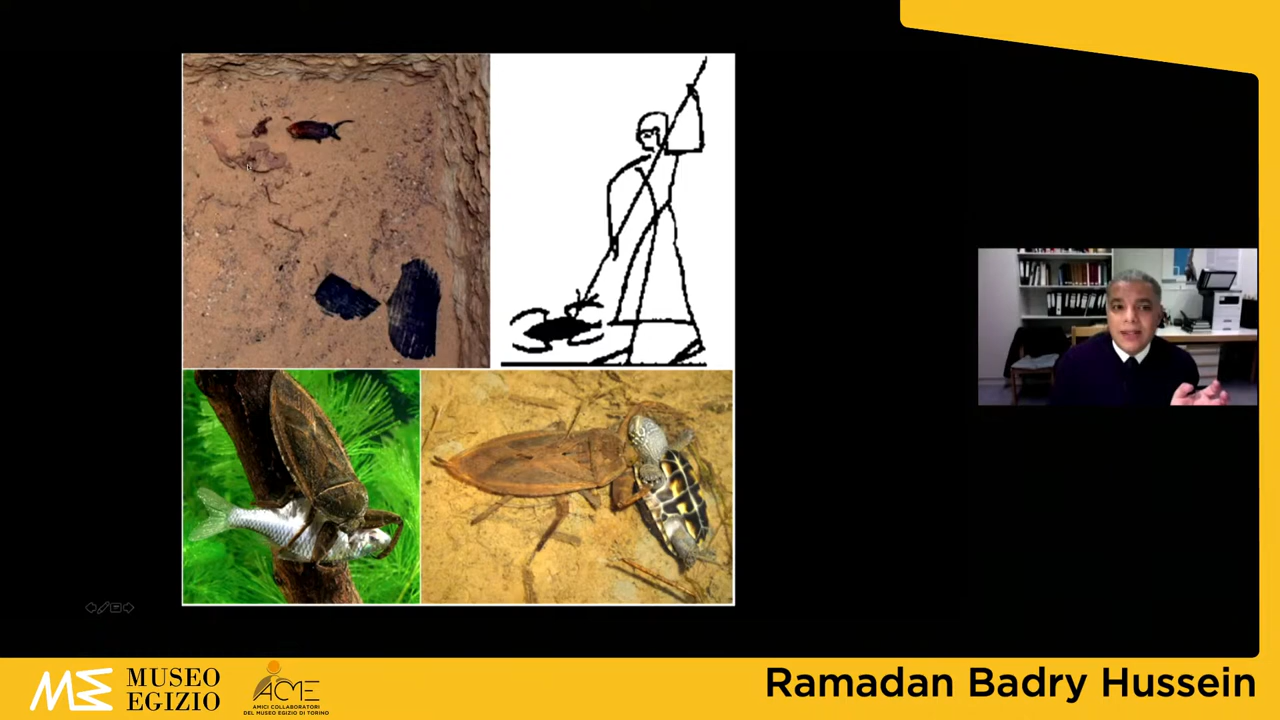 MUSEO
EGIZIO
ACME
AMICI COLLABORATORI
DEL MUSEO EGIZIO DI TORINO
Ramadan Badry Hussein